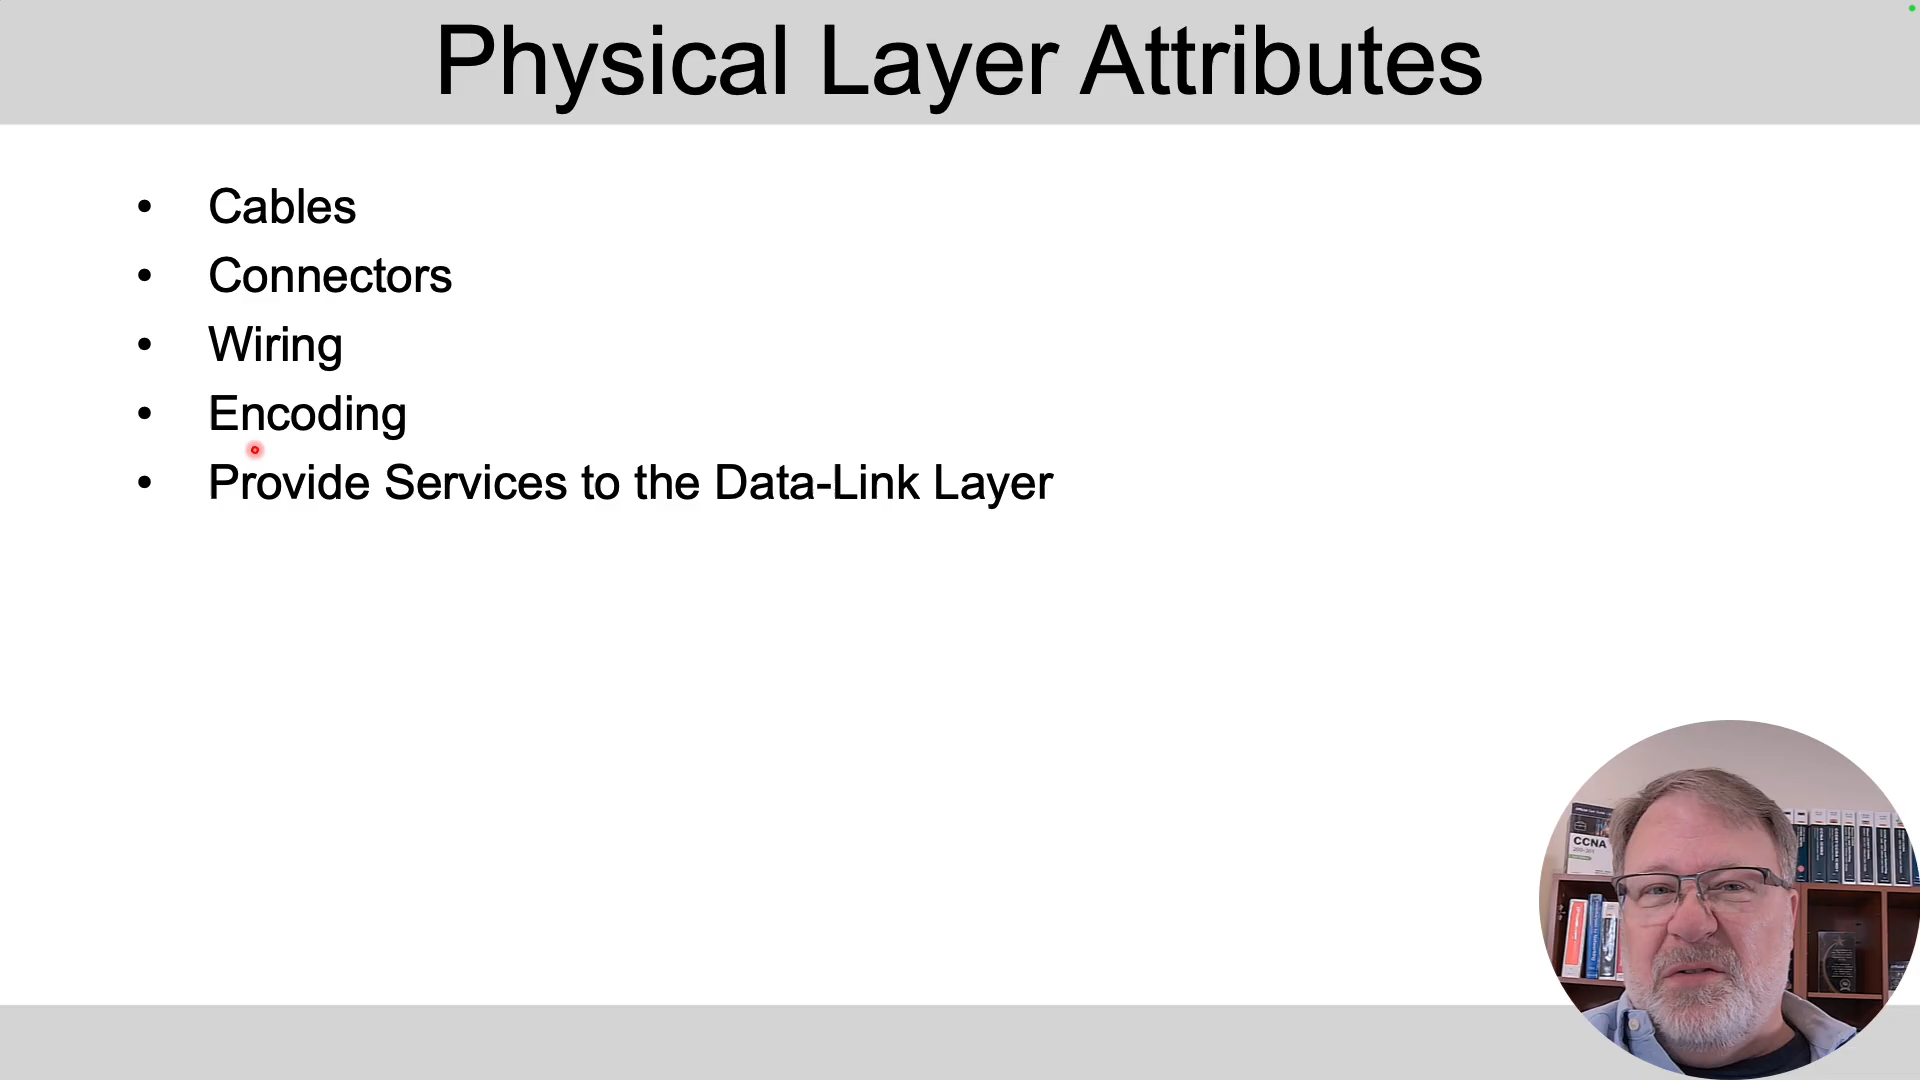 Physical Layer Attributes
• Cables
• Connectors
• Wiring
• Encoding
• Provide Services to the Data-Link Layer
CCNA